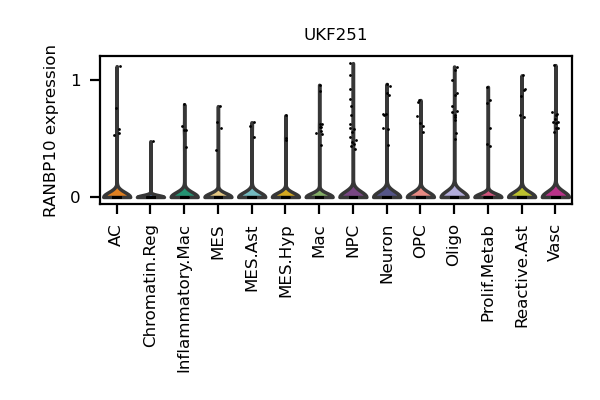 UKF251
RANBP10 expression
1
0
AC
Chromatin.Reg
Inflammatory.Mac
MES
MES.Ast
MES.Hyp
Mac
NPC
Neuron
OPC
Oligo
Prolif.Metab
Reactive.Ast
Vasc